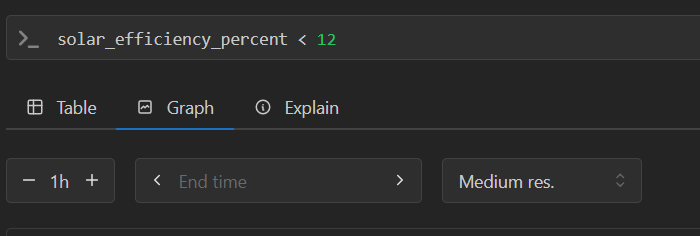 solar_efficiency_percent < 12
Table Graph Explain
1h End time Medium res.